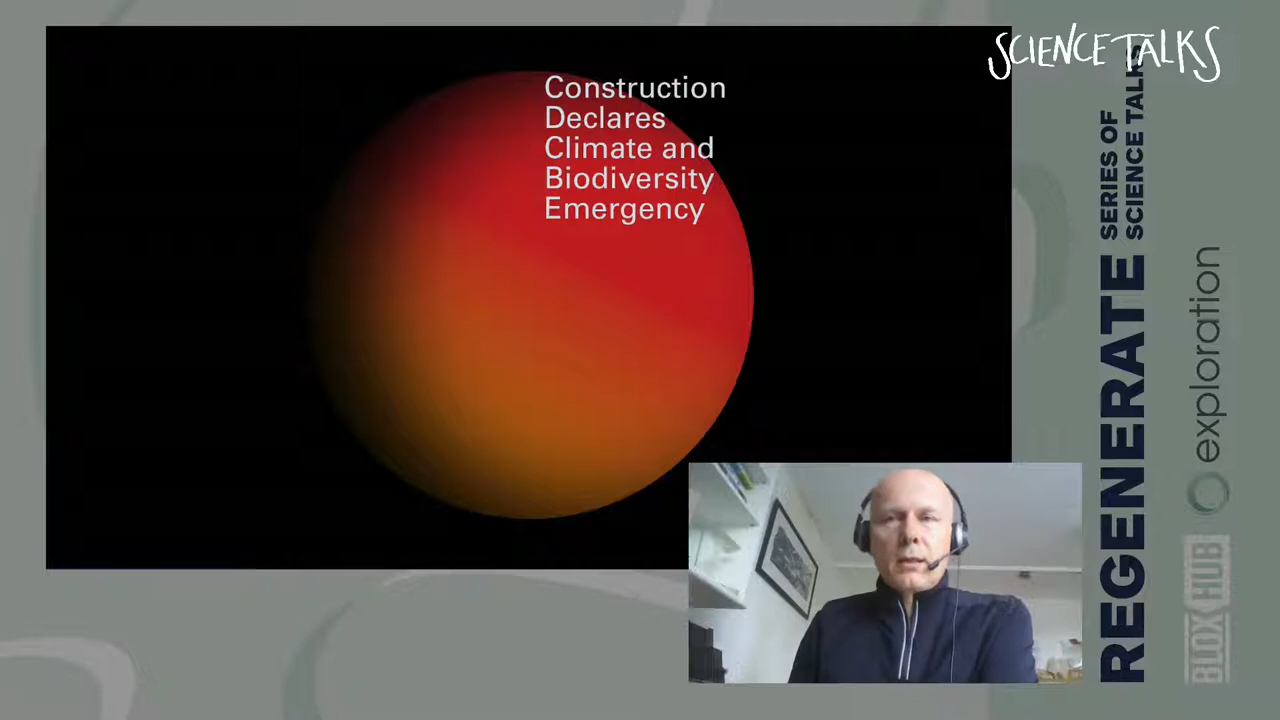 Construction
Declares
Climate and
Biodiversity
Emergency
SCIENCE TALKS
REGENERATE
SERIES OF
SCIENCE TALKS
exploration
BLOX HUB